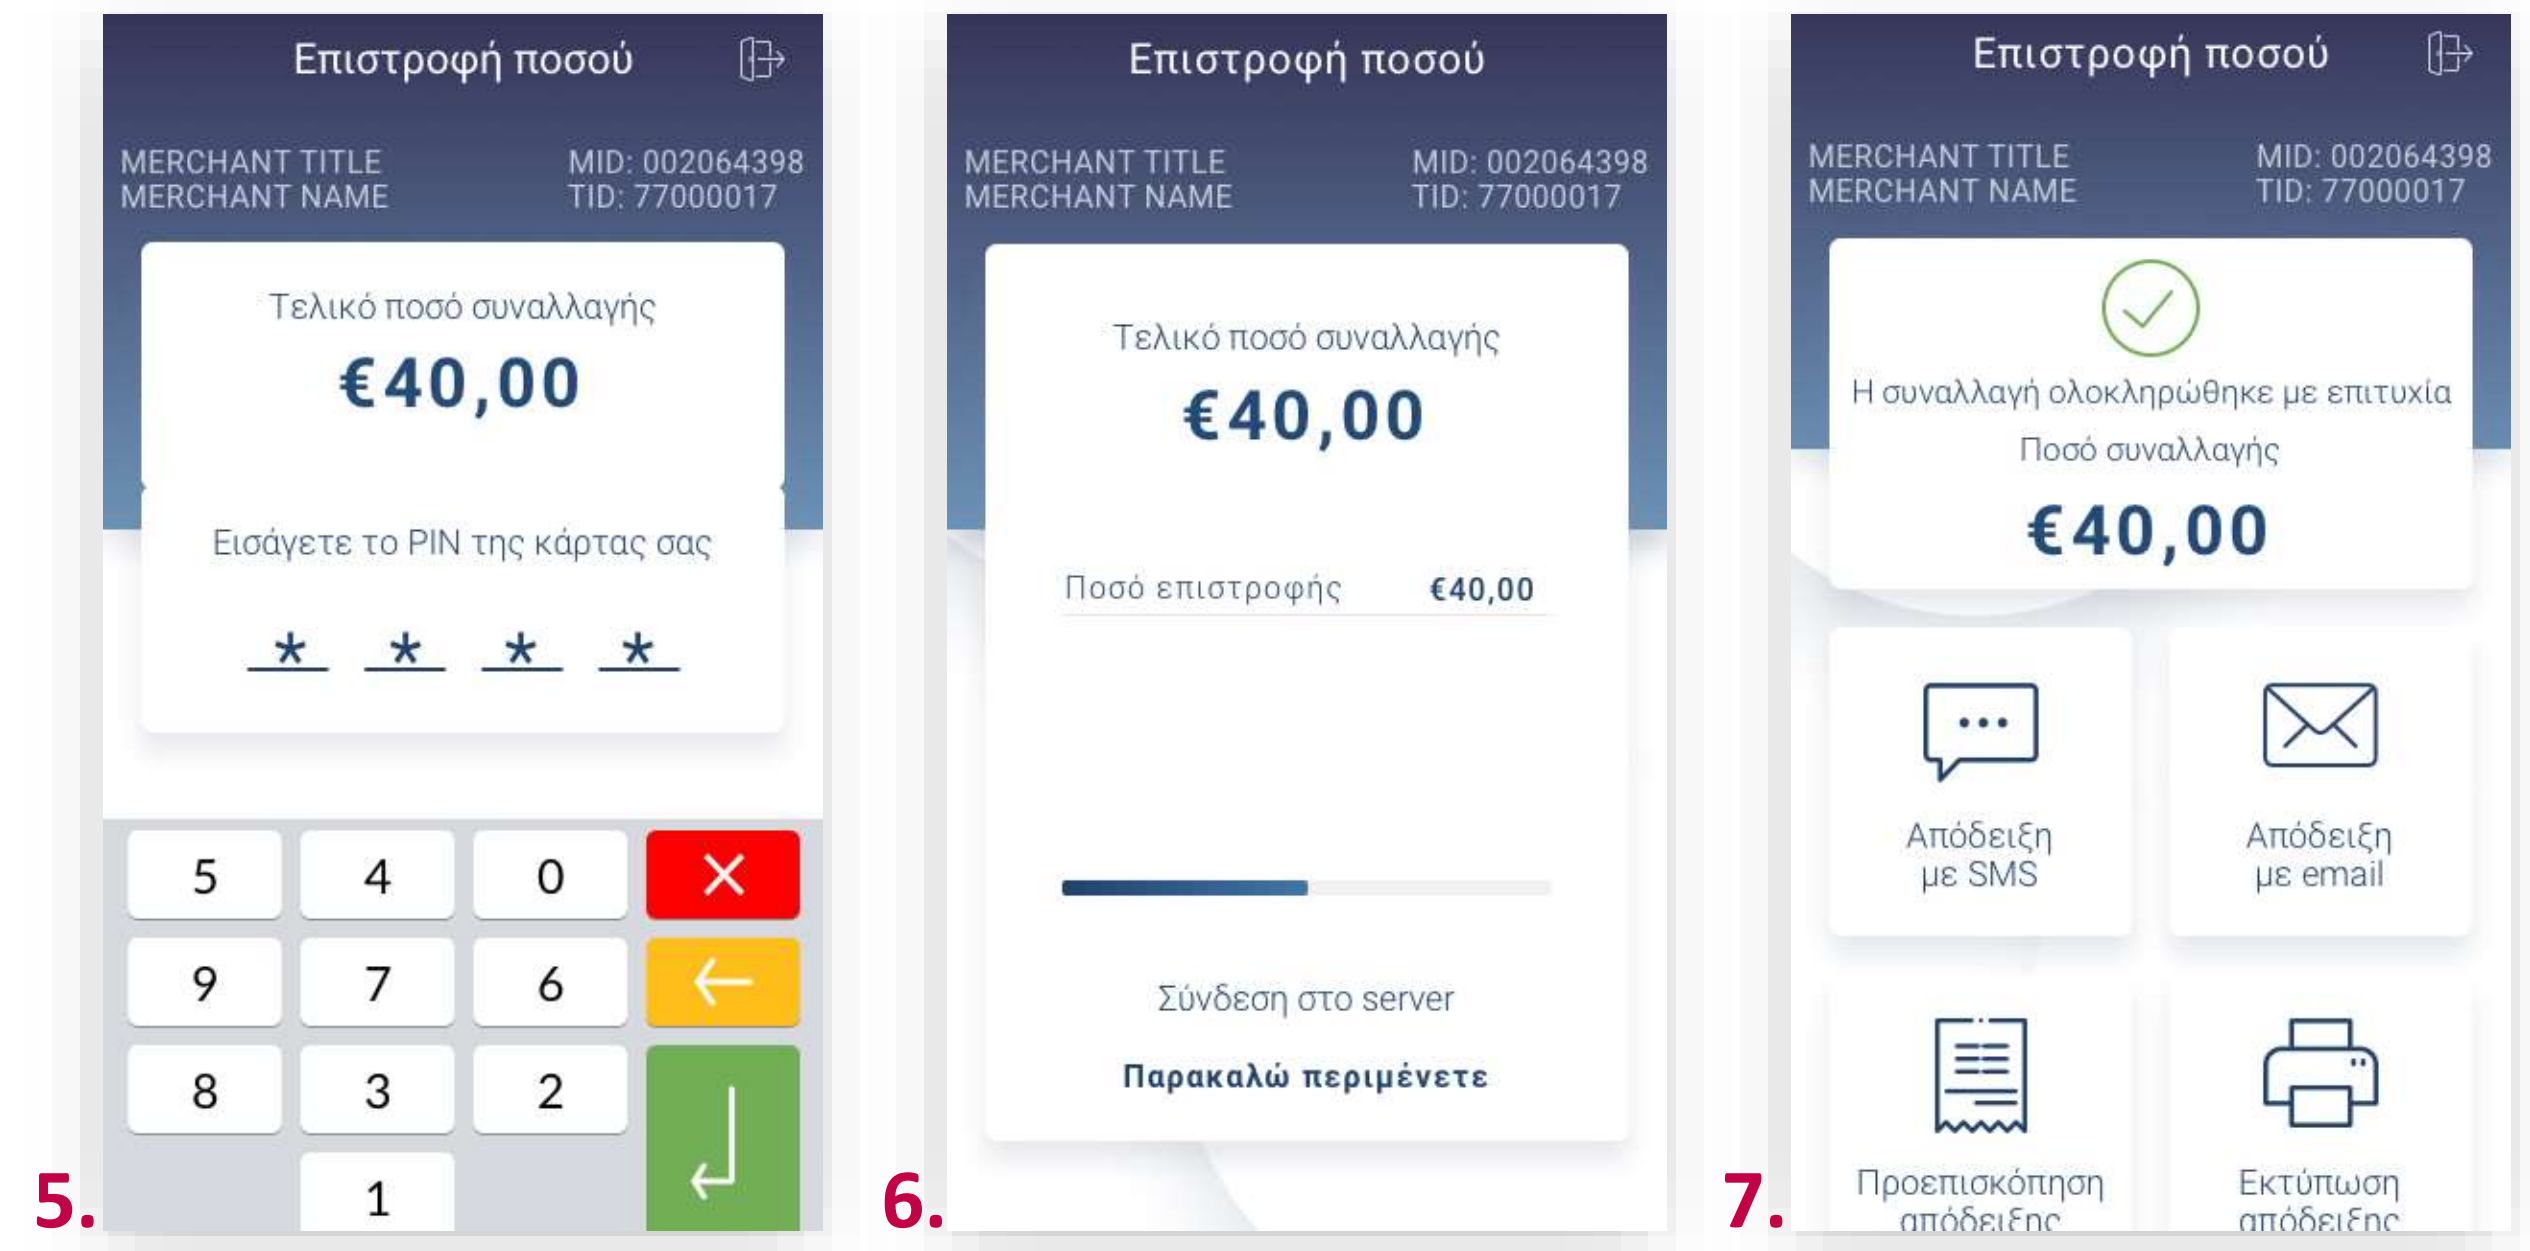 Επιστροφή ποσού
MERCHANT TITLE MID: 002064398
MERCHANT NAME TID: 77000017
Τελικό ποσό συναλλαγής
€40,00
Εισάγετε το PIN της κάρτας σας
* * * *
5 4 0
9 7 6
8 3 2
1
5.
Επιστροφή ποσού
MERCHANT TITLE MID: 002064398
MERCHANT NAME TID: 77000017
Τελικό ποσό συναλλαγής
€40,00
Ποσό επιστροφής €40,00
Σύνδεση στο server
Παρακαλώ περιμένετε
6.
Επιστροφή ποσού
MERCHANT TITLE MID: 002064398
MERCHANT NAME TID: 77000017
Η συναλλαγή ολοκληρώθηκε με επιτυχία
Ποσό συναλλαγής
€40,00
Απόδειξη
με SMS
Απόδειξη
με email
Προεπισκόπηση
απόδειξης
Εκτύπωση
απόδειξης
7.